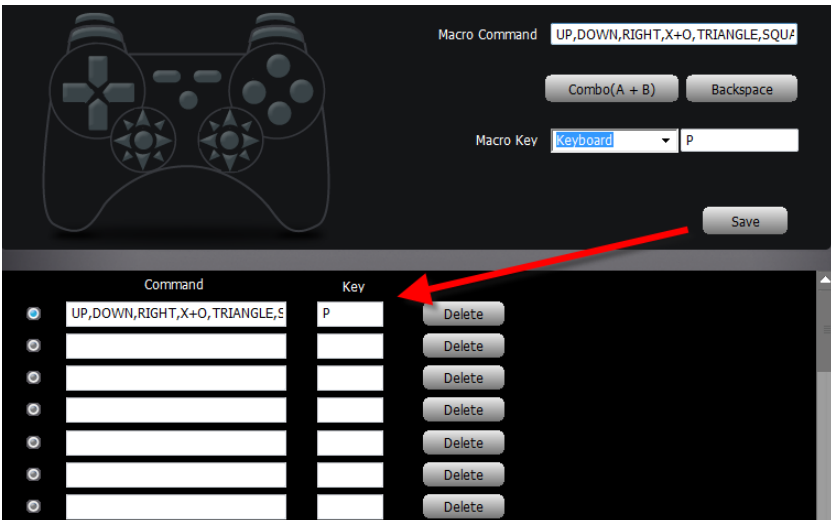 Macro Command UP,DOWN,RIGHT,X+O,TRIANGLE,SQUA
Combo(A + B) Backspace
Macro Key Keyboard P
Save
Command Key
UP,DOWN,RIGHT,X+O,TRIANGLE,S P Delete
Delete
Delete
Delete
Delete
Delete
Delete